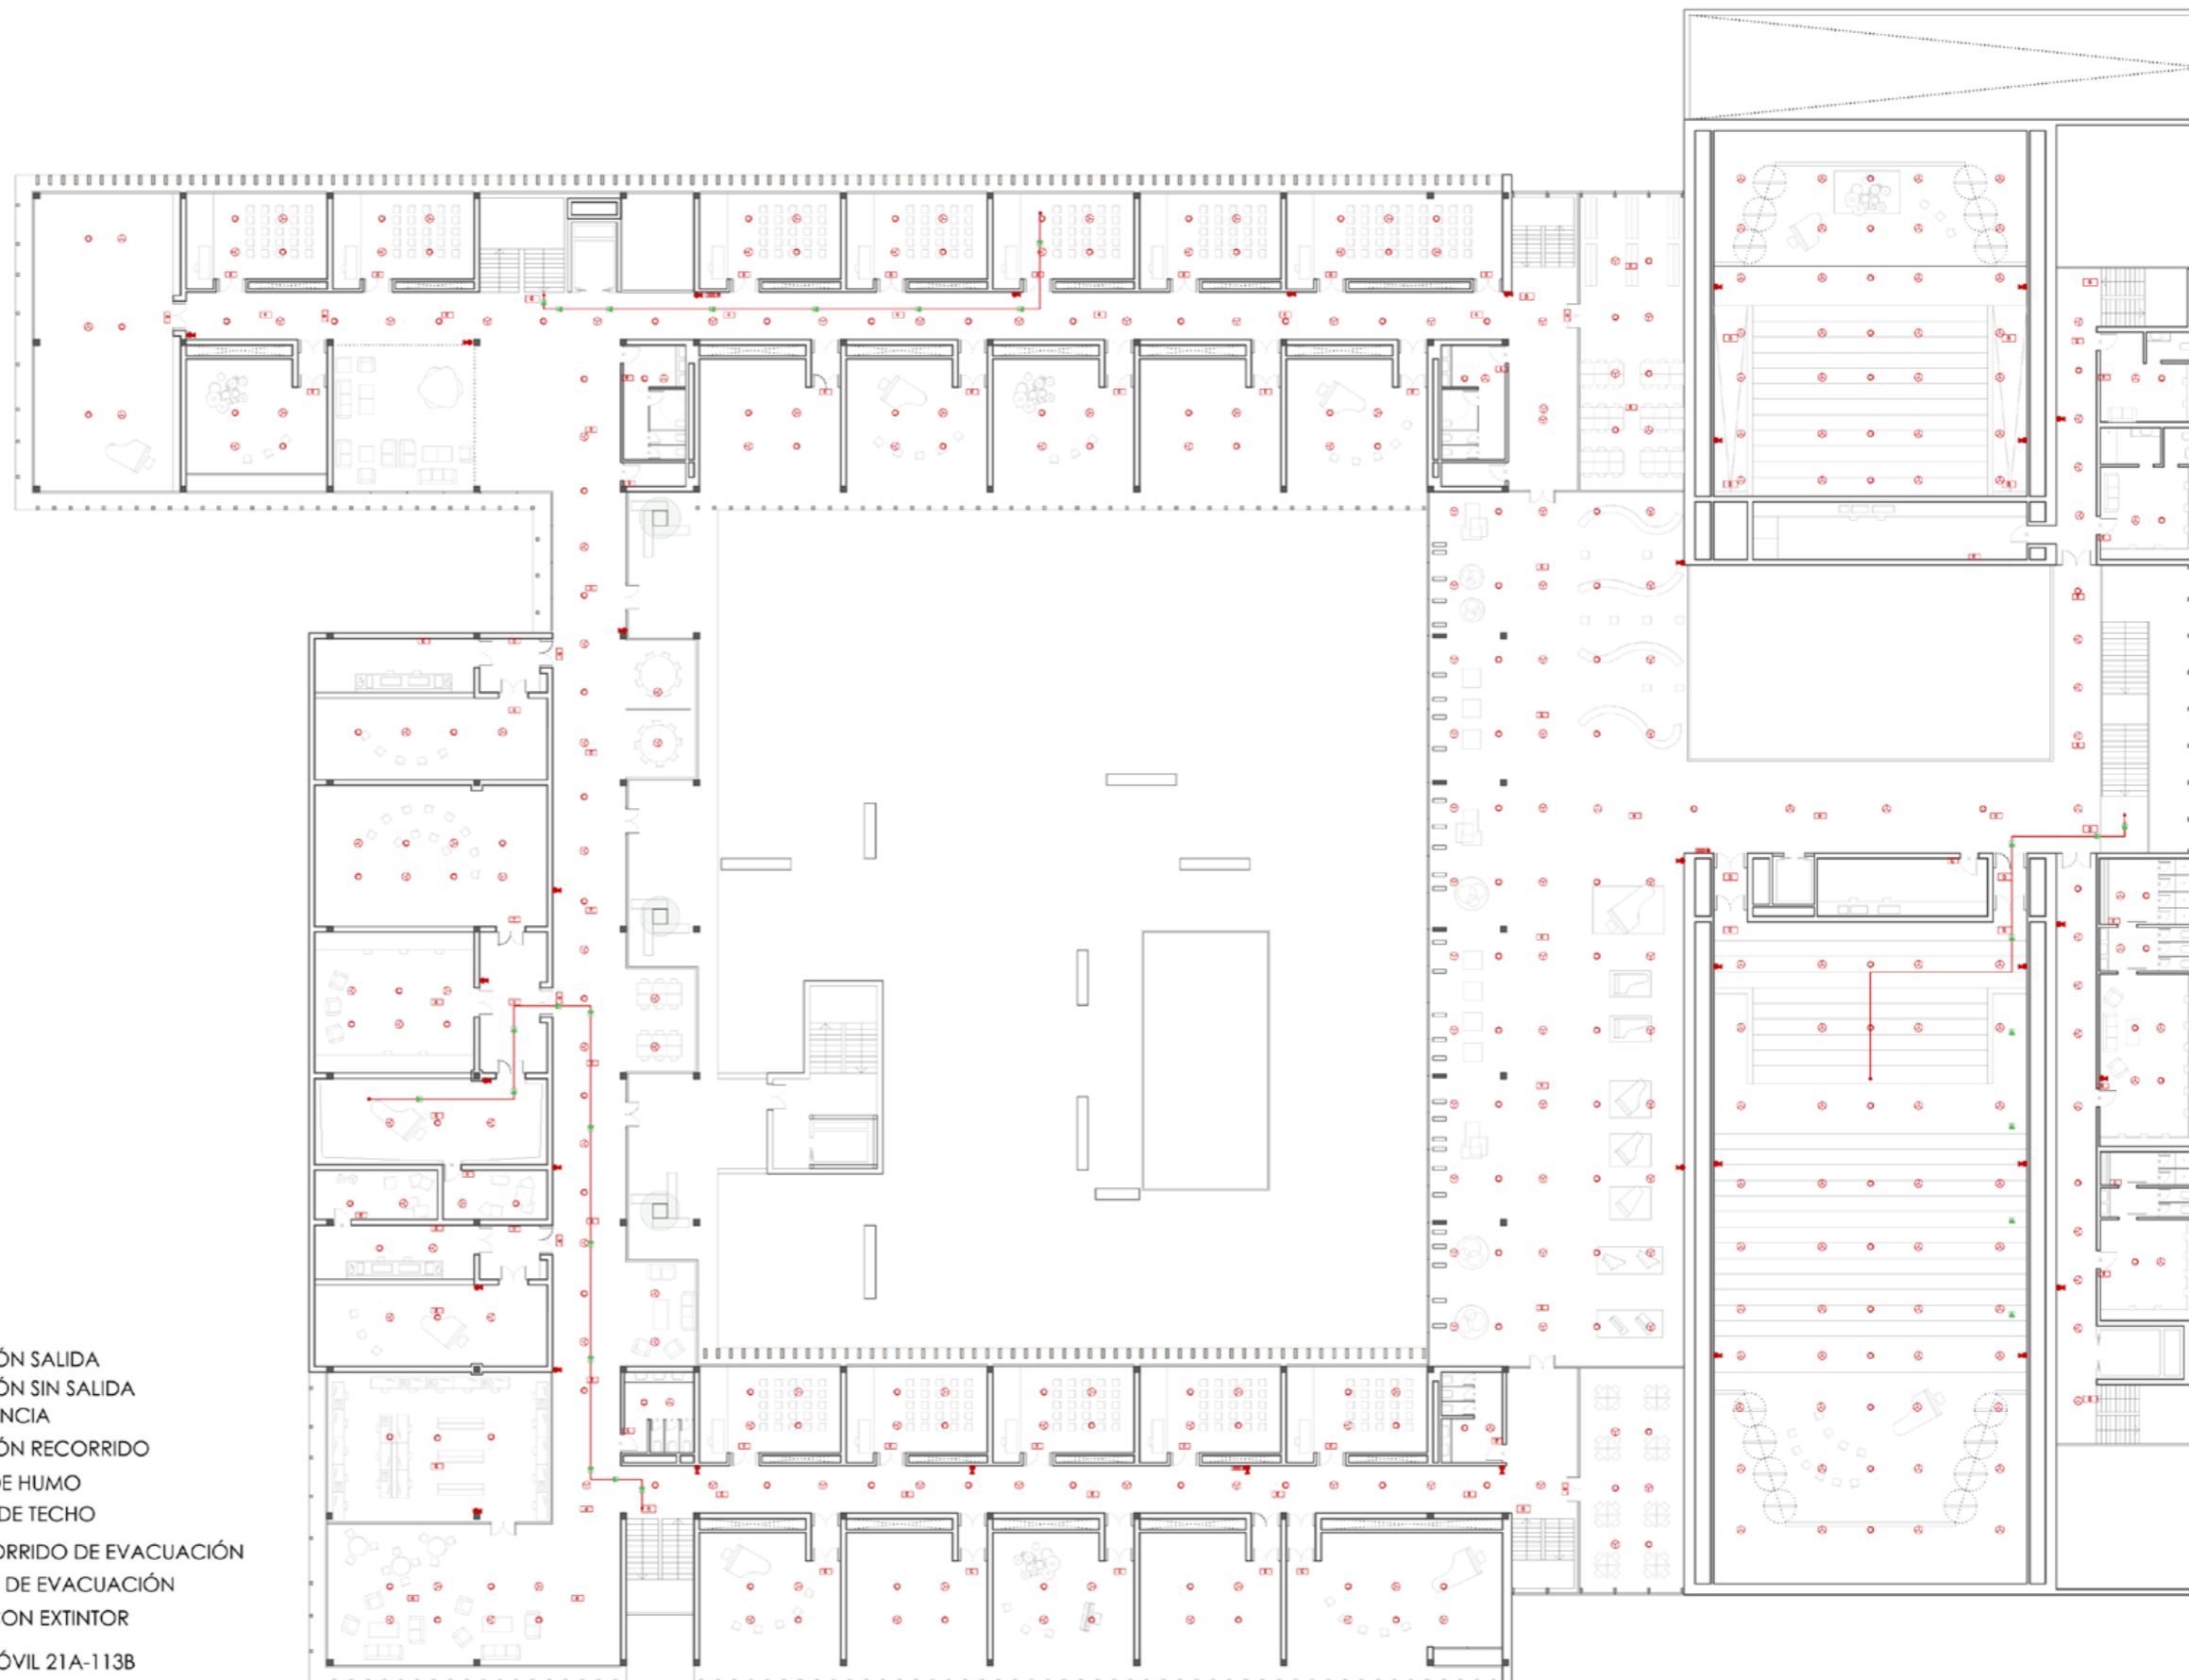 ÓN SALIDA
ÓN SIN SALIDA
NCIA
ÓN RECORRIDO
DE HUMO
DE TECHO
ORRIDO DE EVACUACIÓN
DE EVACUACIÓN
CON EXTINTOR
ÓVIL 21A-113B